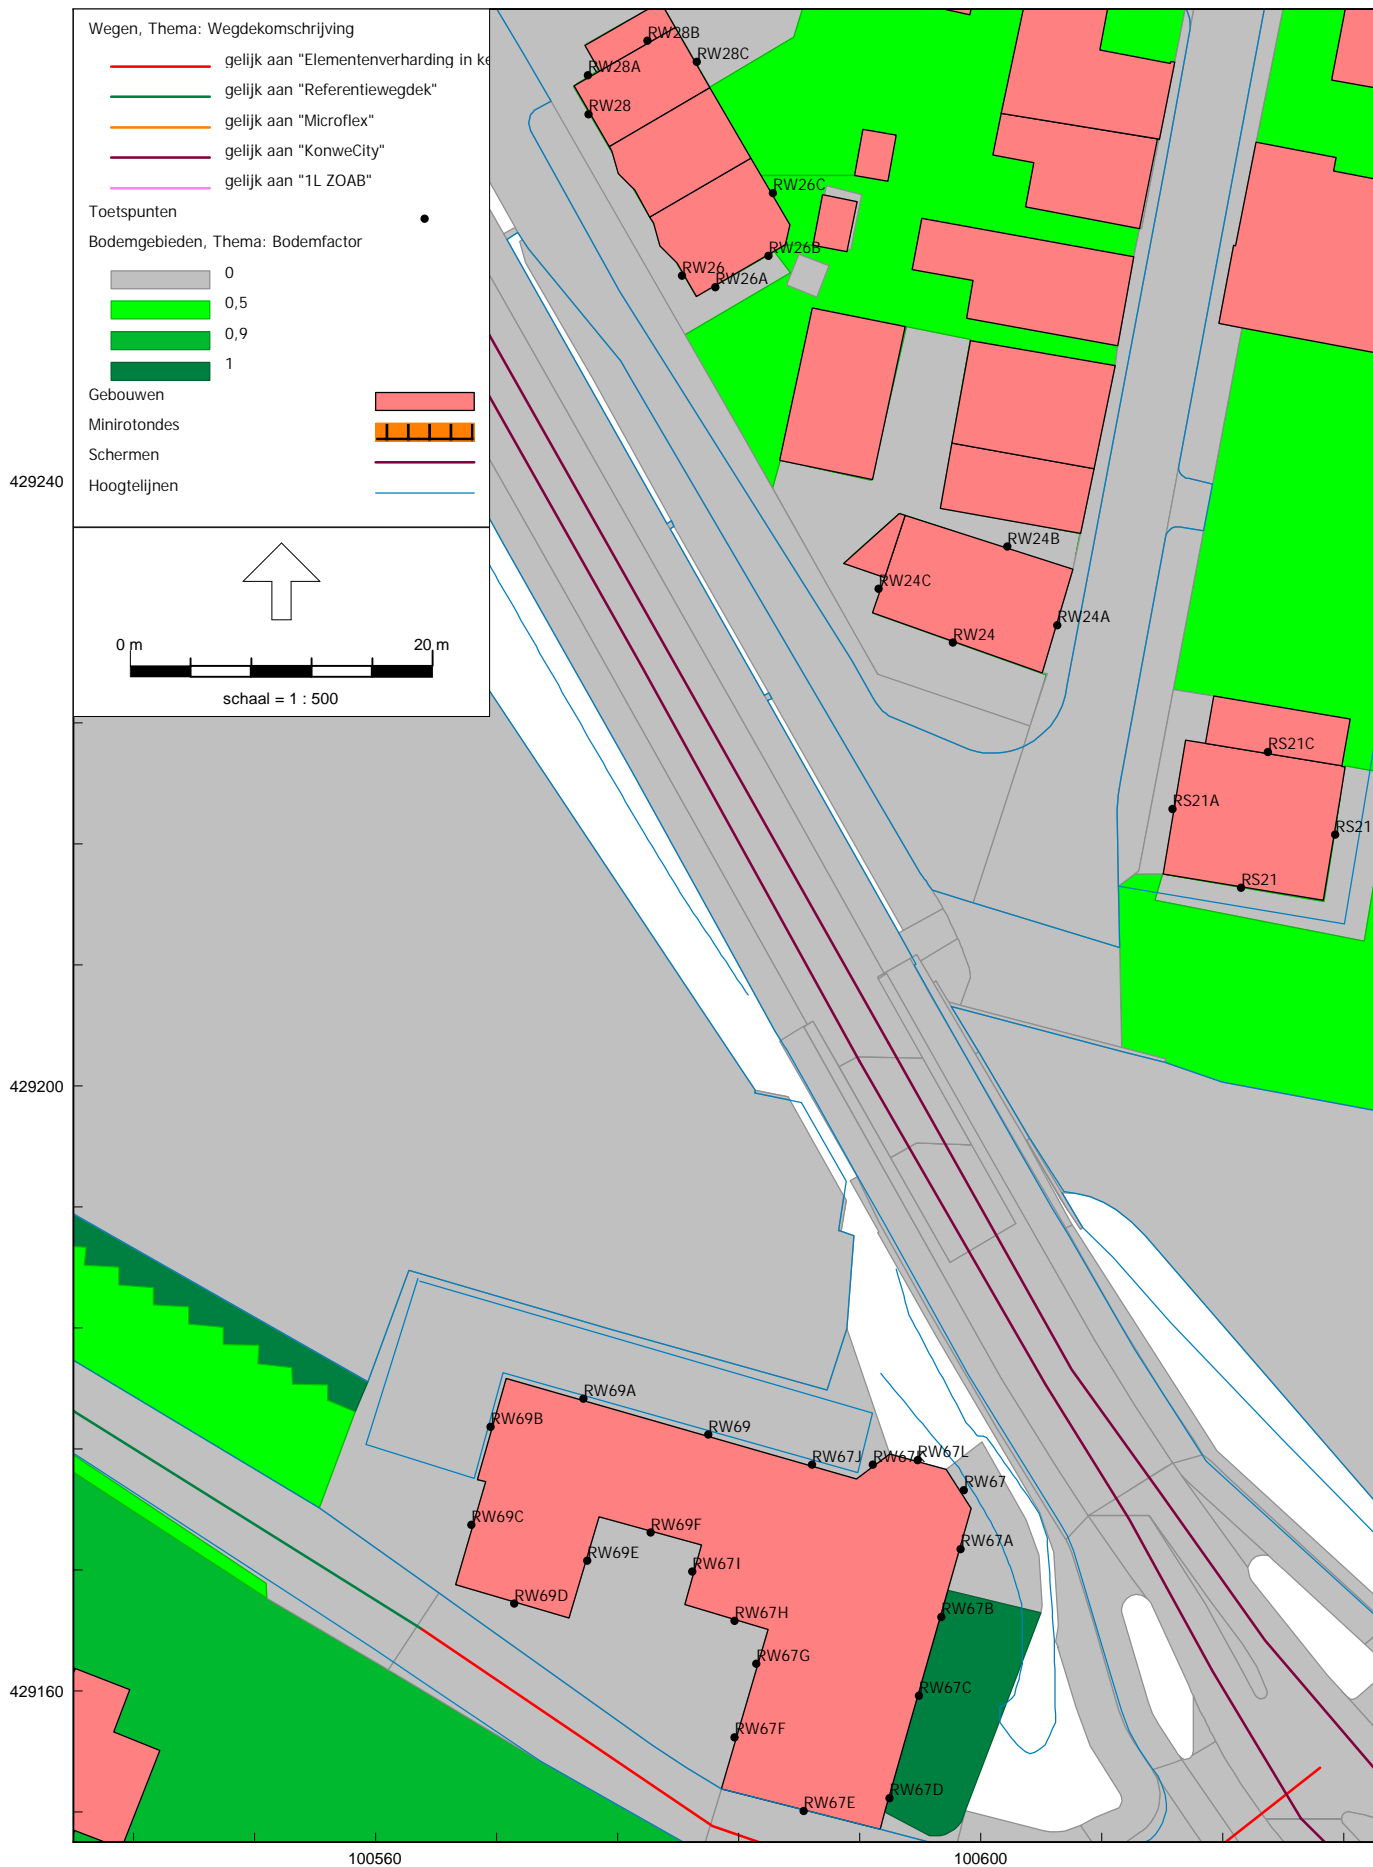 Wegen, Thema: Wegdekomschrijving
gelijk aan "Elementenverharding in ke
gelijk aan "Referentiewegdek"
gelijk aan "Microflex"
gelijk aan "KonweCity"
gelijk aan "1L ZOAB"
Toetspunten
Bodemgebieden, Thema: Bodemfactor
0
0,5
0,9
1
Gebouwen
Minirotondes
Schermen
Hoogtelijnen
0 m 20 m
schaal = 1 : 500
RW28B
RW28C
RW28A
RW28
RW26C
RW26B
RW26
RW26A
429240
RW24B
RW24C
RW24A
RW24
RS21C
RS21A
RS21
RS21
429200
RW69A
RW69B
RW69
RW67J
RW67L
RW67
RW69C
RW69F
RW67A
RW69E
RW67I
RW69D
RW67H
RW67B
RW67G
429160
RW67C
RW67F
RW67D
RW67E
100560
100600